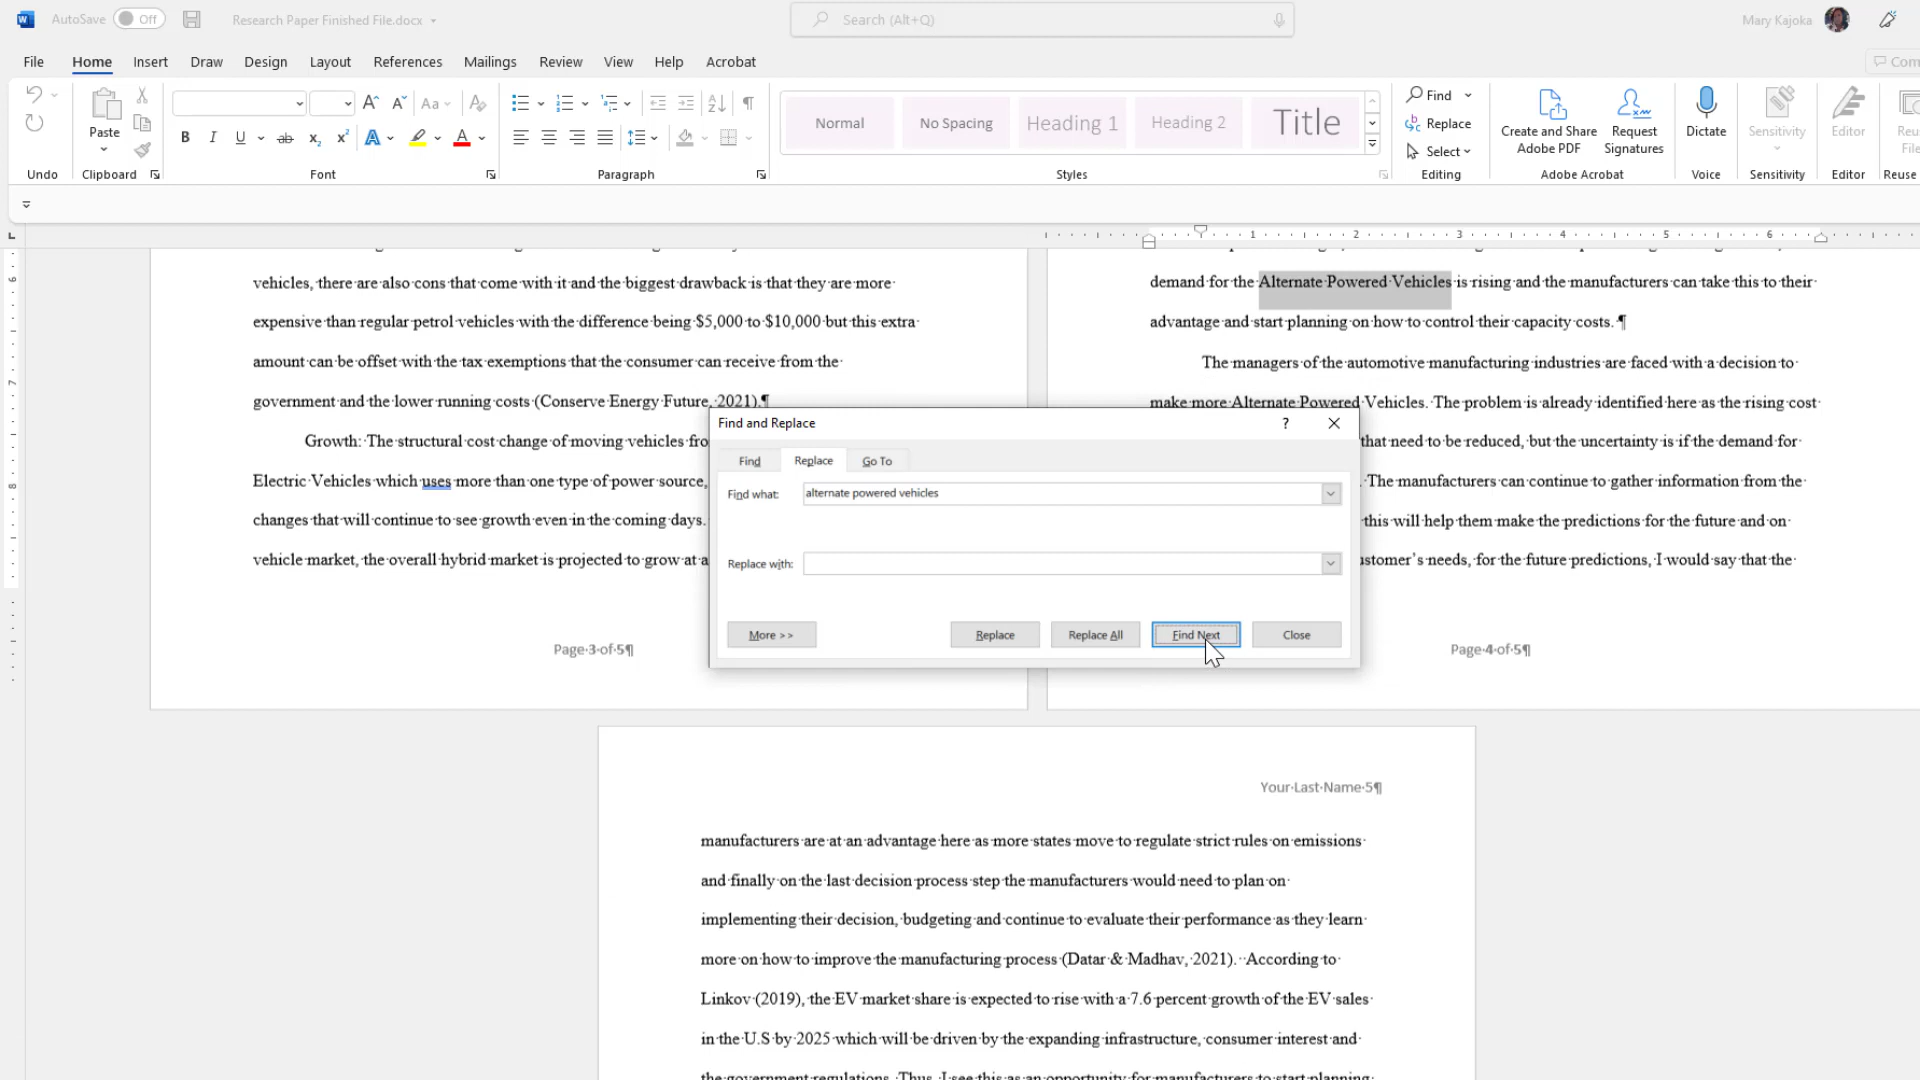 AutoSave Off Research Paper Finished File.docx Search (Alt+Q) Mary Kajoka
File Home Insert Draw Design Layout References Mailings Review View Help Acrobat
Paste
Undo Clipboard Font Paragraph
Normal No Spacing Heading 1 Heading 2 Title
Styles
Find
Replace
Select
Editing
Create and Share
Adobe PDF
Request
Signatures
Adobe Acrobat
Dictate
Voice
Sensitivity
Sensitivity
Editor
Editor
Reuse
1 2 3 4 5 6
vehicles, there are also cons that come with it and the biggest drawback is that they are more
expensive than regular petrol vehicles with the difference being $5,000 to $10,000 but this extra
amount can be offset with the tax exemptions that the consumer can receive from the
government and the lower running costs (Conserve Energy Future, 2021).¶
Growth: The structural cost change of moving vehicles
Electric Vehicles which uses more than one type of power source,
changes that will continue to see growth even in the coming days.
vehicle market, the overall hybrid market is projected to grow at
Page 3 of 5¶
demand for the Alternate Powered Vehicles is rising and the manufacturers can take this to their
advantage and start planning on how to control their capacity costs. ¶
The managers of the automotive manufacturing industries are faced with a decision to
make more Alternate Powered Vehicles. The problem is already identified here as the rising cost
that need to be reduced, but the uncertainty is if the demand for
The manufacturers can continue to gather information from the
this will help them make the predictions for the future and on
needs, for the future predictions, I would say that the
Page 4 of 5¶
Find and Replace ?
Find Replace Go To
Find what: alternate powered vehicles
Replace with:
More >> Replace Replace All Find Next Close
Your Last Name 5¶
manufacturers are at an advantage here as more states move to regulate strict rules on emissions
and finally on the last decision process step the manufacturers would need to plan on
implementing their decision, budgeting and continue to evaluate their performance as they learn
more on how to improve the manufacturing process (Datar & Madhav, 2021). According to
Linkov (2019), the EV market share is expected to rise with a 7.6 percent growth of the EV sales
in the U.S by 2025 which will be driven by the expanding infrastructure, consumer interest and
the government regulations. Thus, I see this as an opportunity for manufacturers to start planning